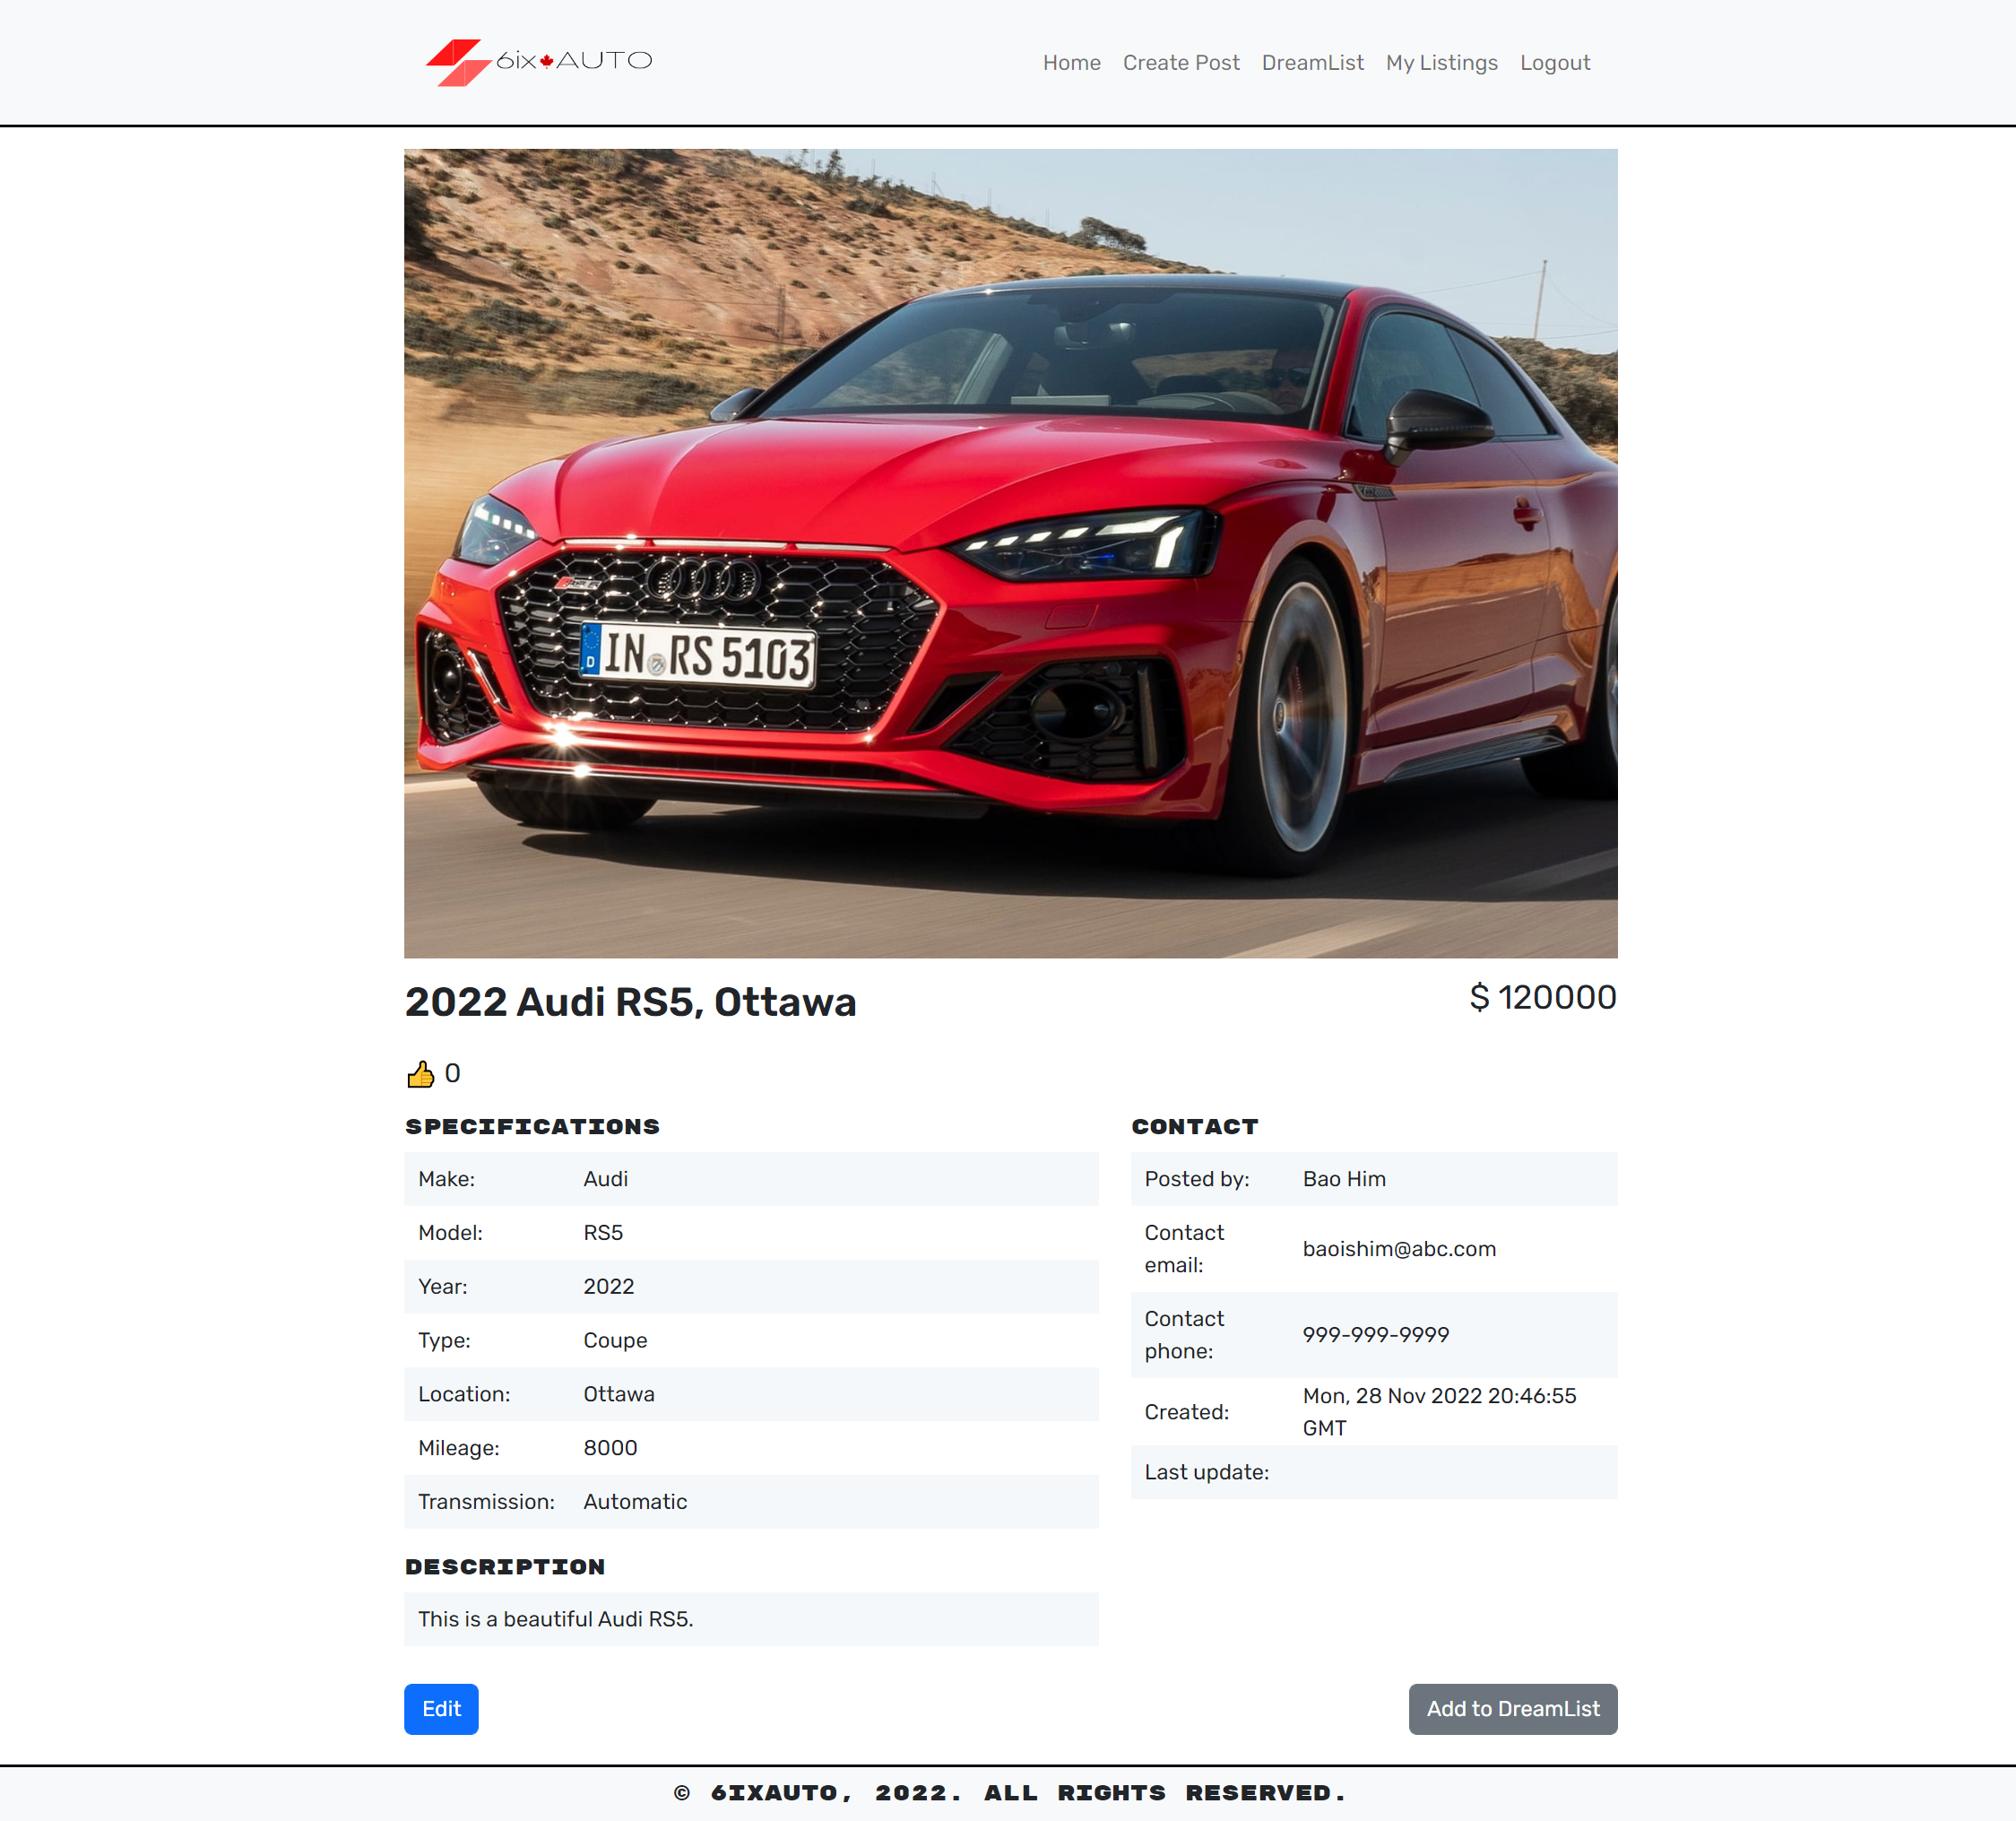 6ix AUTO
Home Create Post DreamList My Listings Logout
D IN RS 5103
2022 Audi RS5, Ottawa
$ 120000
0
SPECIFICATIONS
Make: Audi
Model: RS5
Year: 2022
Type: Coupe
Location: Ottawa
Mileage: 8000
Transmission: Automatic
DESCRIPTION
This is a beautiful Audi RS5.
CONTACT
Posted by: Bao Him
Contact
email:
baoishim@abc.com
Contact
phone:
999-999-9999
Created:
Mon, 28 Nov 2022 20:46:55
GMT
Last update:
Edit
Add to DreamList
© 6IXAUTO, 2022. ALL RIGHTS RESERVED.